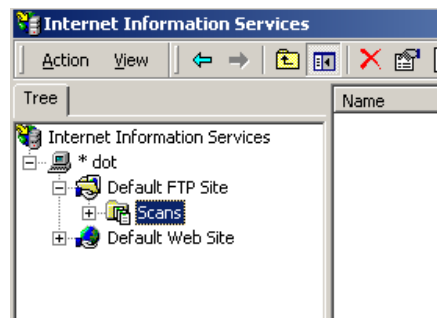 Internet Information Services
Action View
Tree
Name
Internet Information Services
* dot
Default FTP Site
Scans
Default Web Site